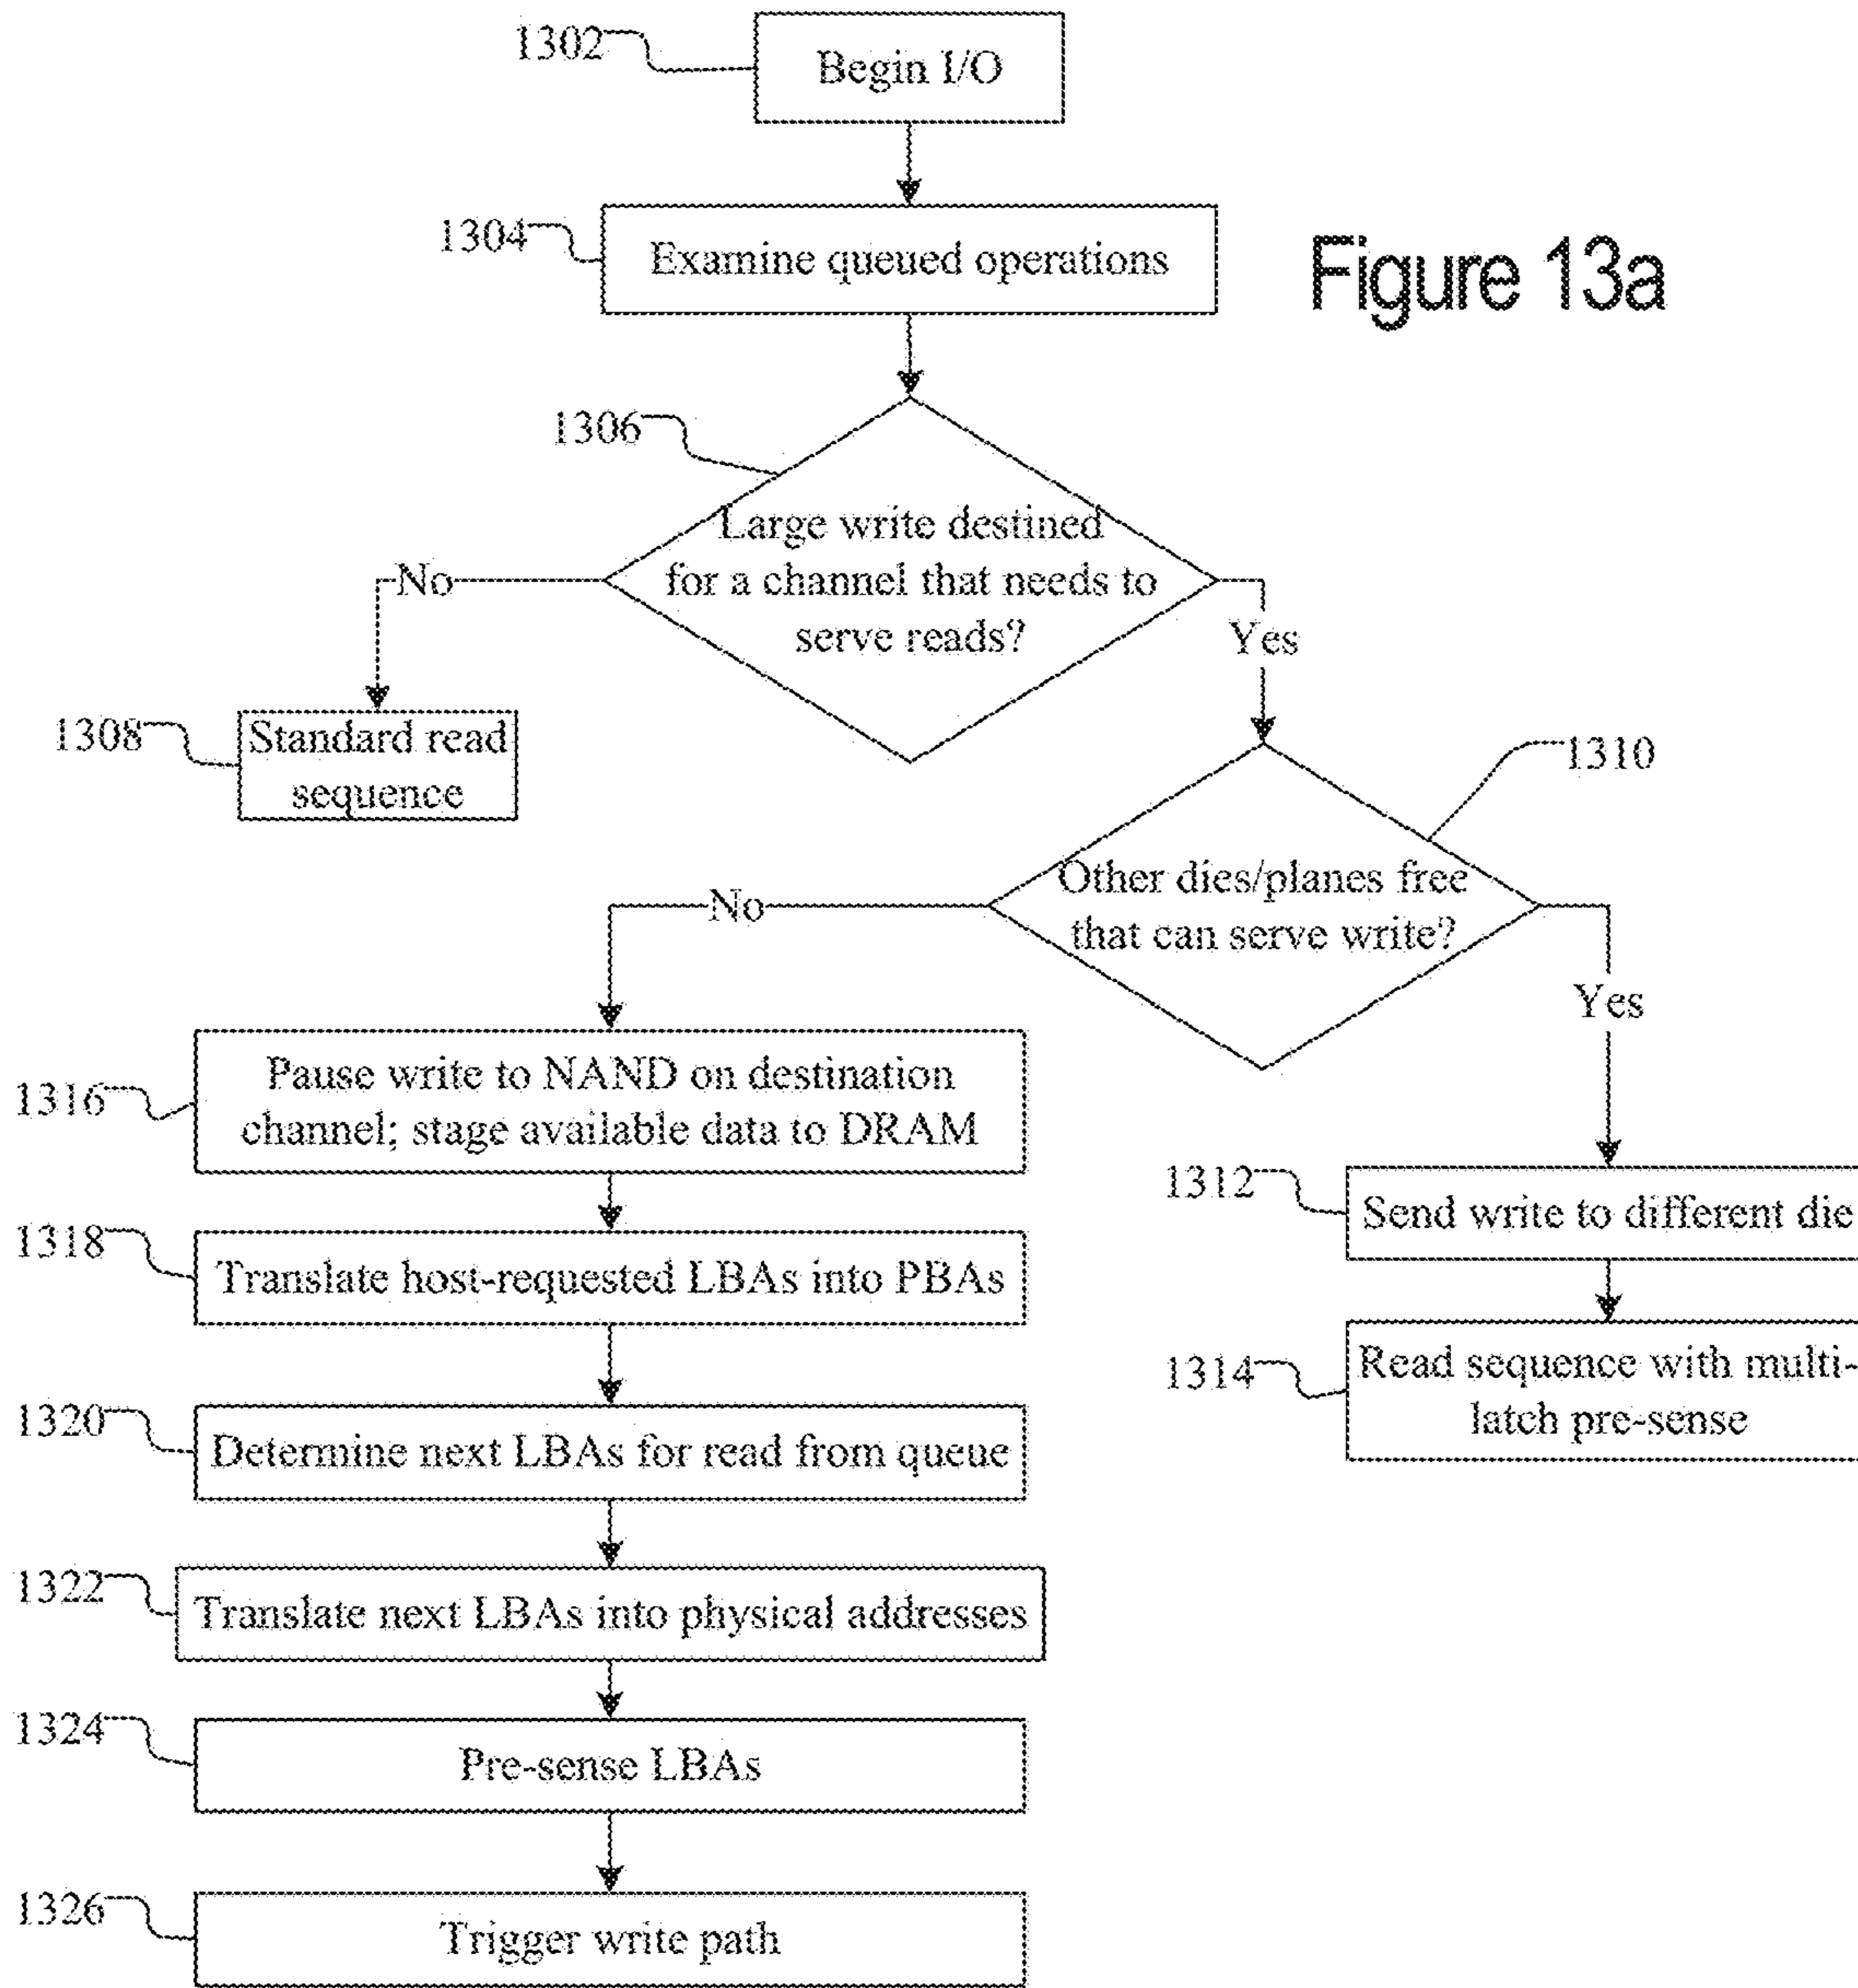 1302
Begin I/O
1304
Examine queued operations
Figure 13a
1306
Large write destined
for a channel that needs to
serve reads?
No
Yes
1308
Standard read
sequence
1310
Other dies/planes free
that can serve write?
No
Yes
1316
Pause write to NAND on destination
channel; stage available data to DRAM
1312
Send write to different die
1318
Translate host-requested LBAs into PBAs
1314
Read sequence with multi-
latch pre-sense
1320
Determine next LBAs for read from queue
1322
Translate next LBAs into physical addresses
1324
Pre-sense LBAs
1326
Trigger write path